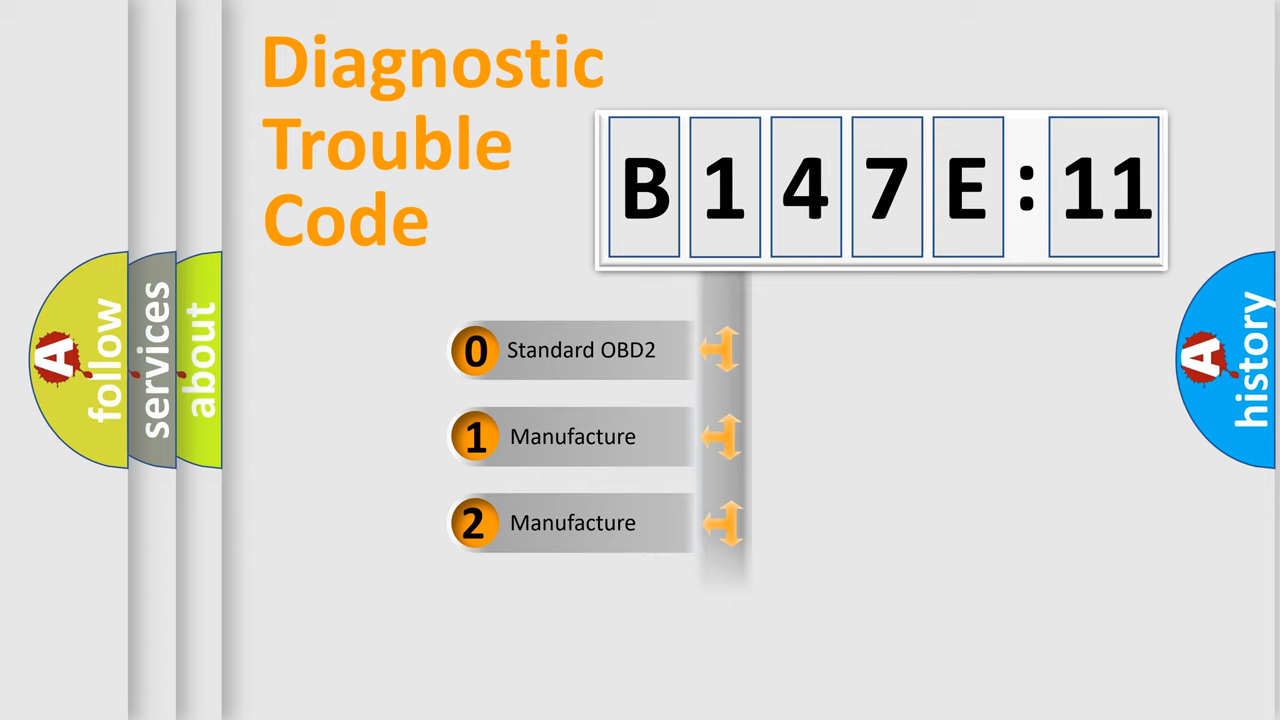 Diagnostic
Trouble
Code
B 1 4 7 E : 11
0 Standard OBD2
1 Manufacture
2 Manufacture
A follow
services
about
A history